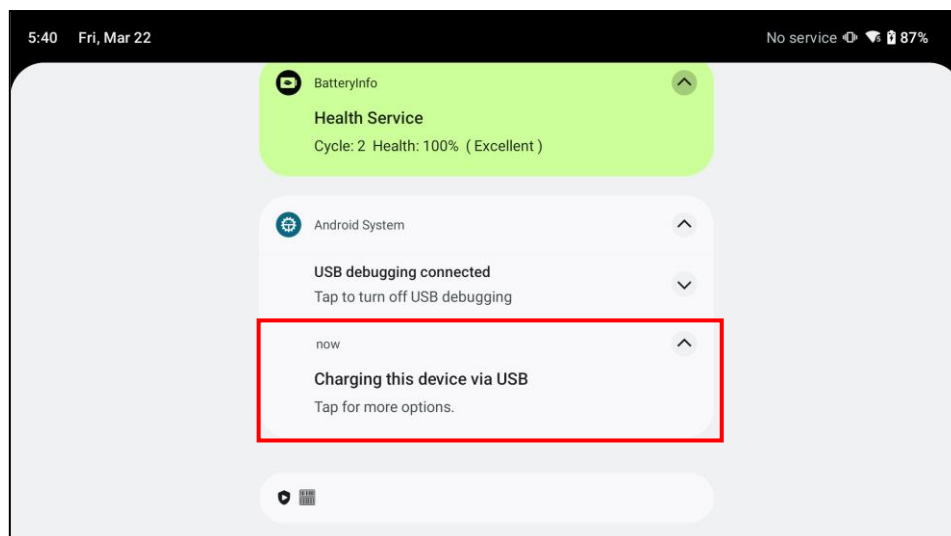 5:40 Fri, Mar 22 No service 87%
BatteryInfo
Health Service
Cycle: 2 Health: 100% ( Excellent )
Android System
USB debugging connected
Tap to turn off USB debugging
now
Charging this device via USB
Tap for more options.